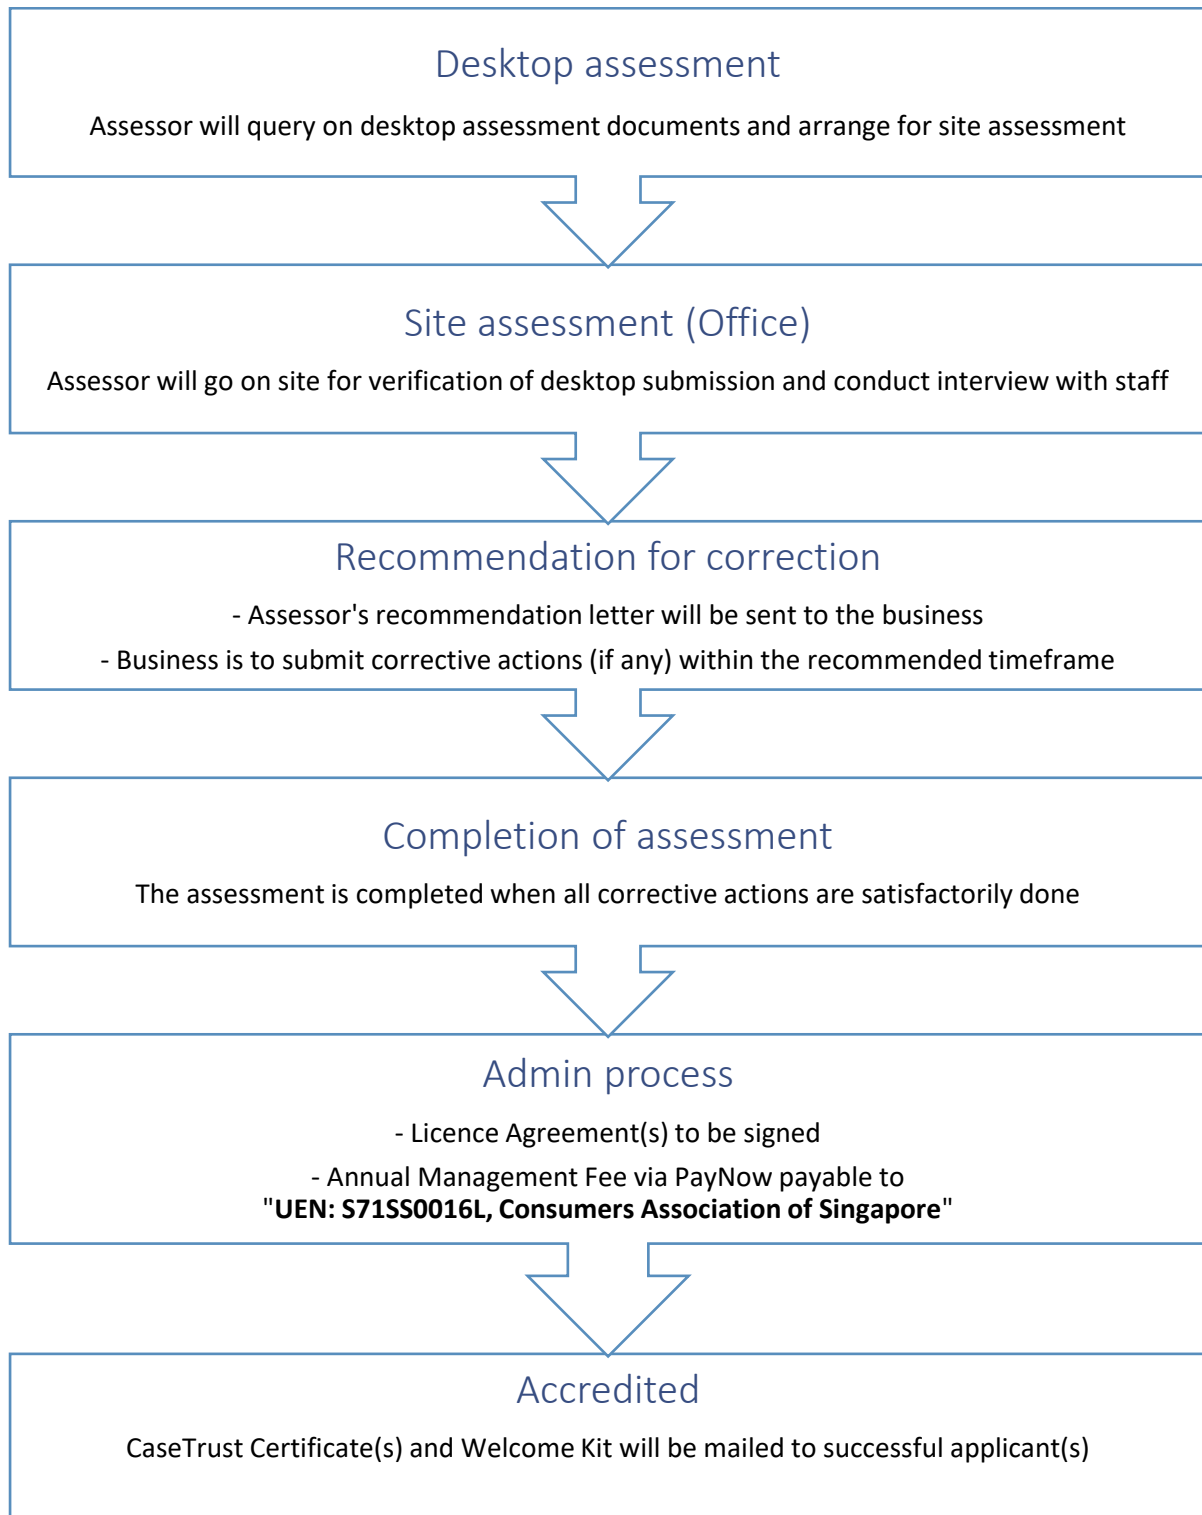 Desktop assessment
Assessor will query on desktop assessment documents and arrange for site assessment
Site assessment (Office)
Assessor will go on site for verification of desktop submission and conduct interview with staff
Recommendation for correction
- Assessor's recommendation letter will be sent to the business
- Business is to submit corrective actions (if any) within the recommended timeframe
Completion of assessment
The assessment is completed when all corrective actions are satisfactorily done
Admin process
- Licence Agreement(s) to be signed
- Annual Management Fee via PayNow payable to
"UEN: S71SS0016L, Consumers Association of Singapore"
Accredited
CaseTrust Certificate(s) and Welcome Kit will be mailed to successful applicant(s)